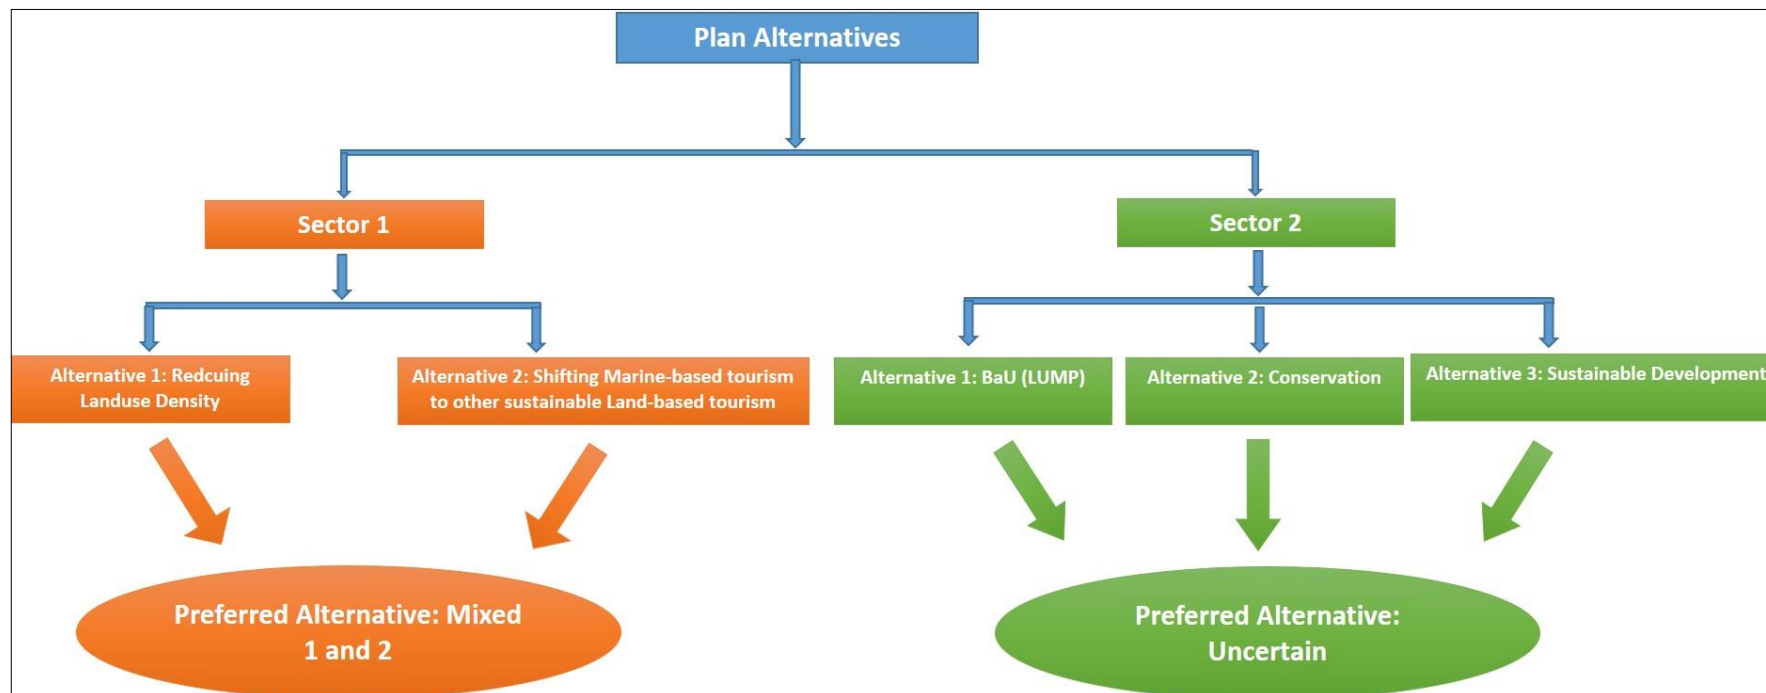 Plan Alternatives
Sector 1
Sector 2
Alternative 1: Redcuing
Landuse Density
Alternative 2: Shifting Marine-based tourism
to other sustainable Land-based tourism
Alternative 1: BaU (LUMP)
Alternative 2: Conservation
Alternative 3: Sustainable Development
Preferred Alternative: Mixed
1 and 2
Preferred Alternative:
Uncertain